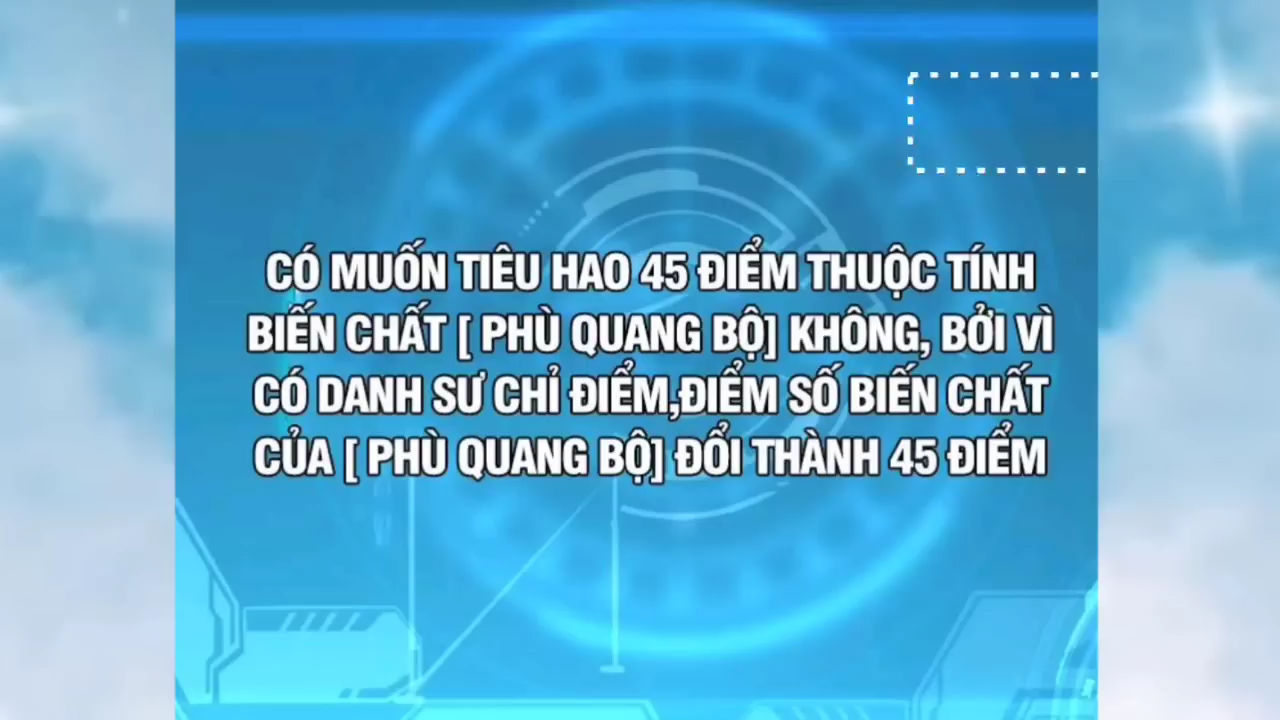 CÓ MUỐN TIÊU HAO 45 ĐIỂM THUỘC TÍNH
BIẾN CHẤT [ PHÙ QUANG BỘ] KHÔNG, BỞI VÌ
CÓ DANH SƯ CHỈ ĐIỂM,ĐIỂM SỐ BIẾN CHẤT
CỦA [ PHÙ QUANG BỘ] ĐỔI THÀNH 45 ĐIỂM